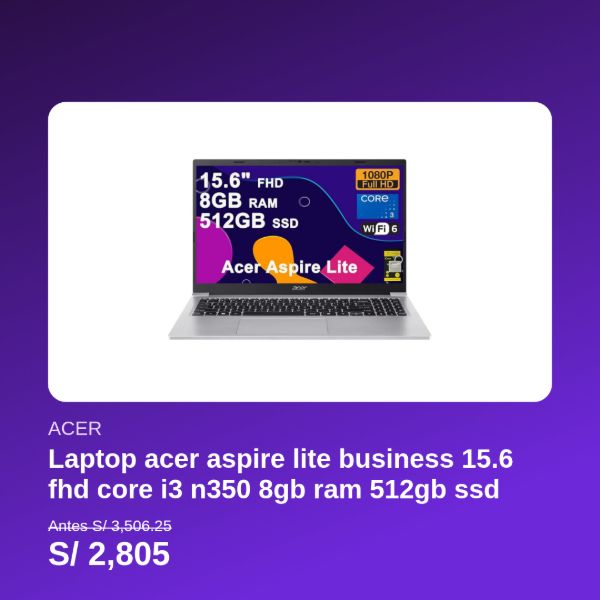 15.6" FHD
8GB RAM
512GB SSD
1080P
Full HD
CORE
i3
WiFi 6
Acer Aspire Lite
acer
ACER
Laptop acer aspire lite business 15.6
fhd core i3 n350 8gb ram 512gb ssd
Antes S/ 3,506.25
S/ 2,805